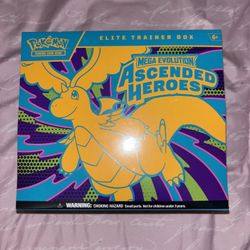 Pokémon
TRADING CARD GAME
ELITE TRAINER BOX
6+
MEGA EVOLUTION
ASCENDED
HEROES
WARNING: CHOKING HAZARD
Small parts. Not for children under 3 years.